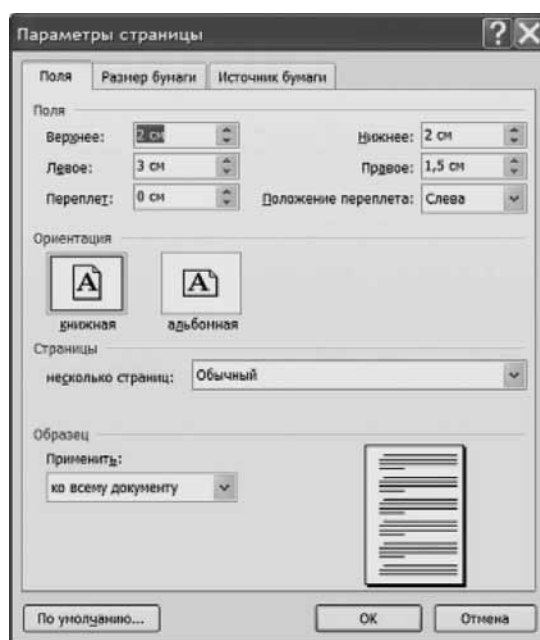 Параметры страницы
Поля Размер бумаги Источник бумаги
Поля
Верхнее: 2 см Нижнее: 2 см
Левое: 3 см Правое: 1,5 см
Переплет: 0 см Положение переплета: Слева
Ориентация
A A
книжная альбомная
Страницы
несколько страниц: Обычный
Образец
Применить:
ко всему документу
По умолчанию... ОК Отмена